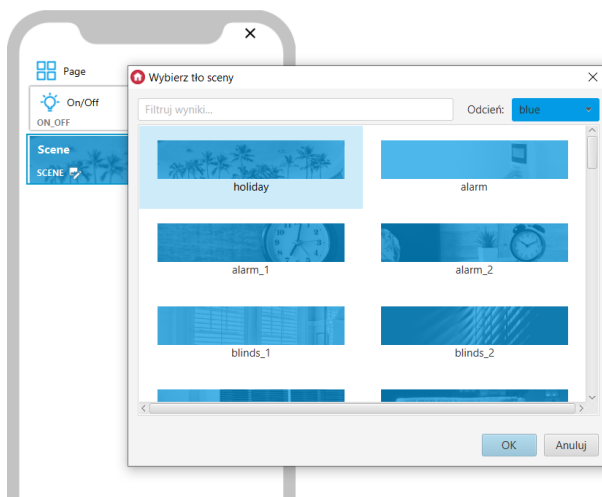 Page
On/Off
ON_OFF
Scene
SCENE
Wybierz tło sceny
Filtruj wyniki...
Odcień:
blue
holiday
alarm
alarm_1
alarm_2
blinds_1
blinds_2
OK
Anuluj